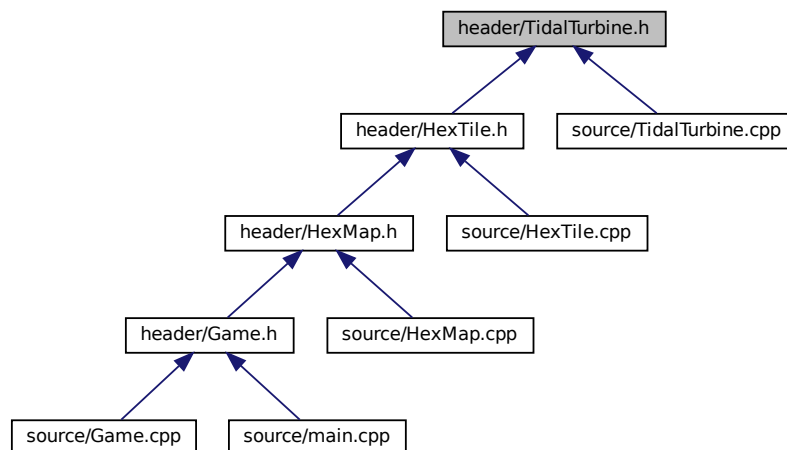 header/TidalTurbine.h
header/HexTile.h
source/TidalTurbine.cpp
header/HexMap.h
source/HexTile.cpp
header/Game.h
source/HexMap.cpp
source/Game.cpp
source/main.cpp